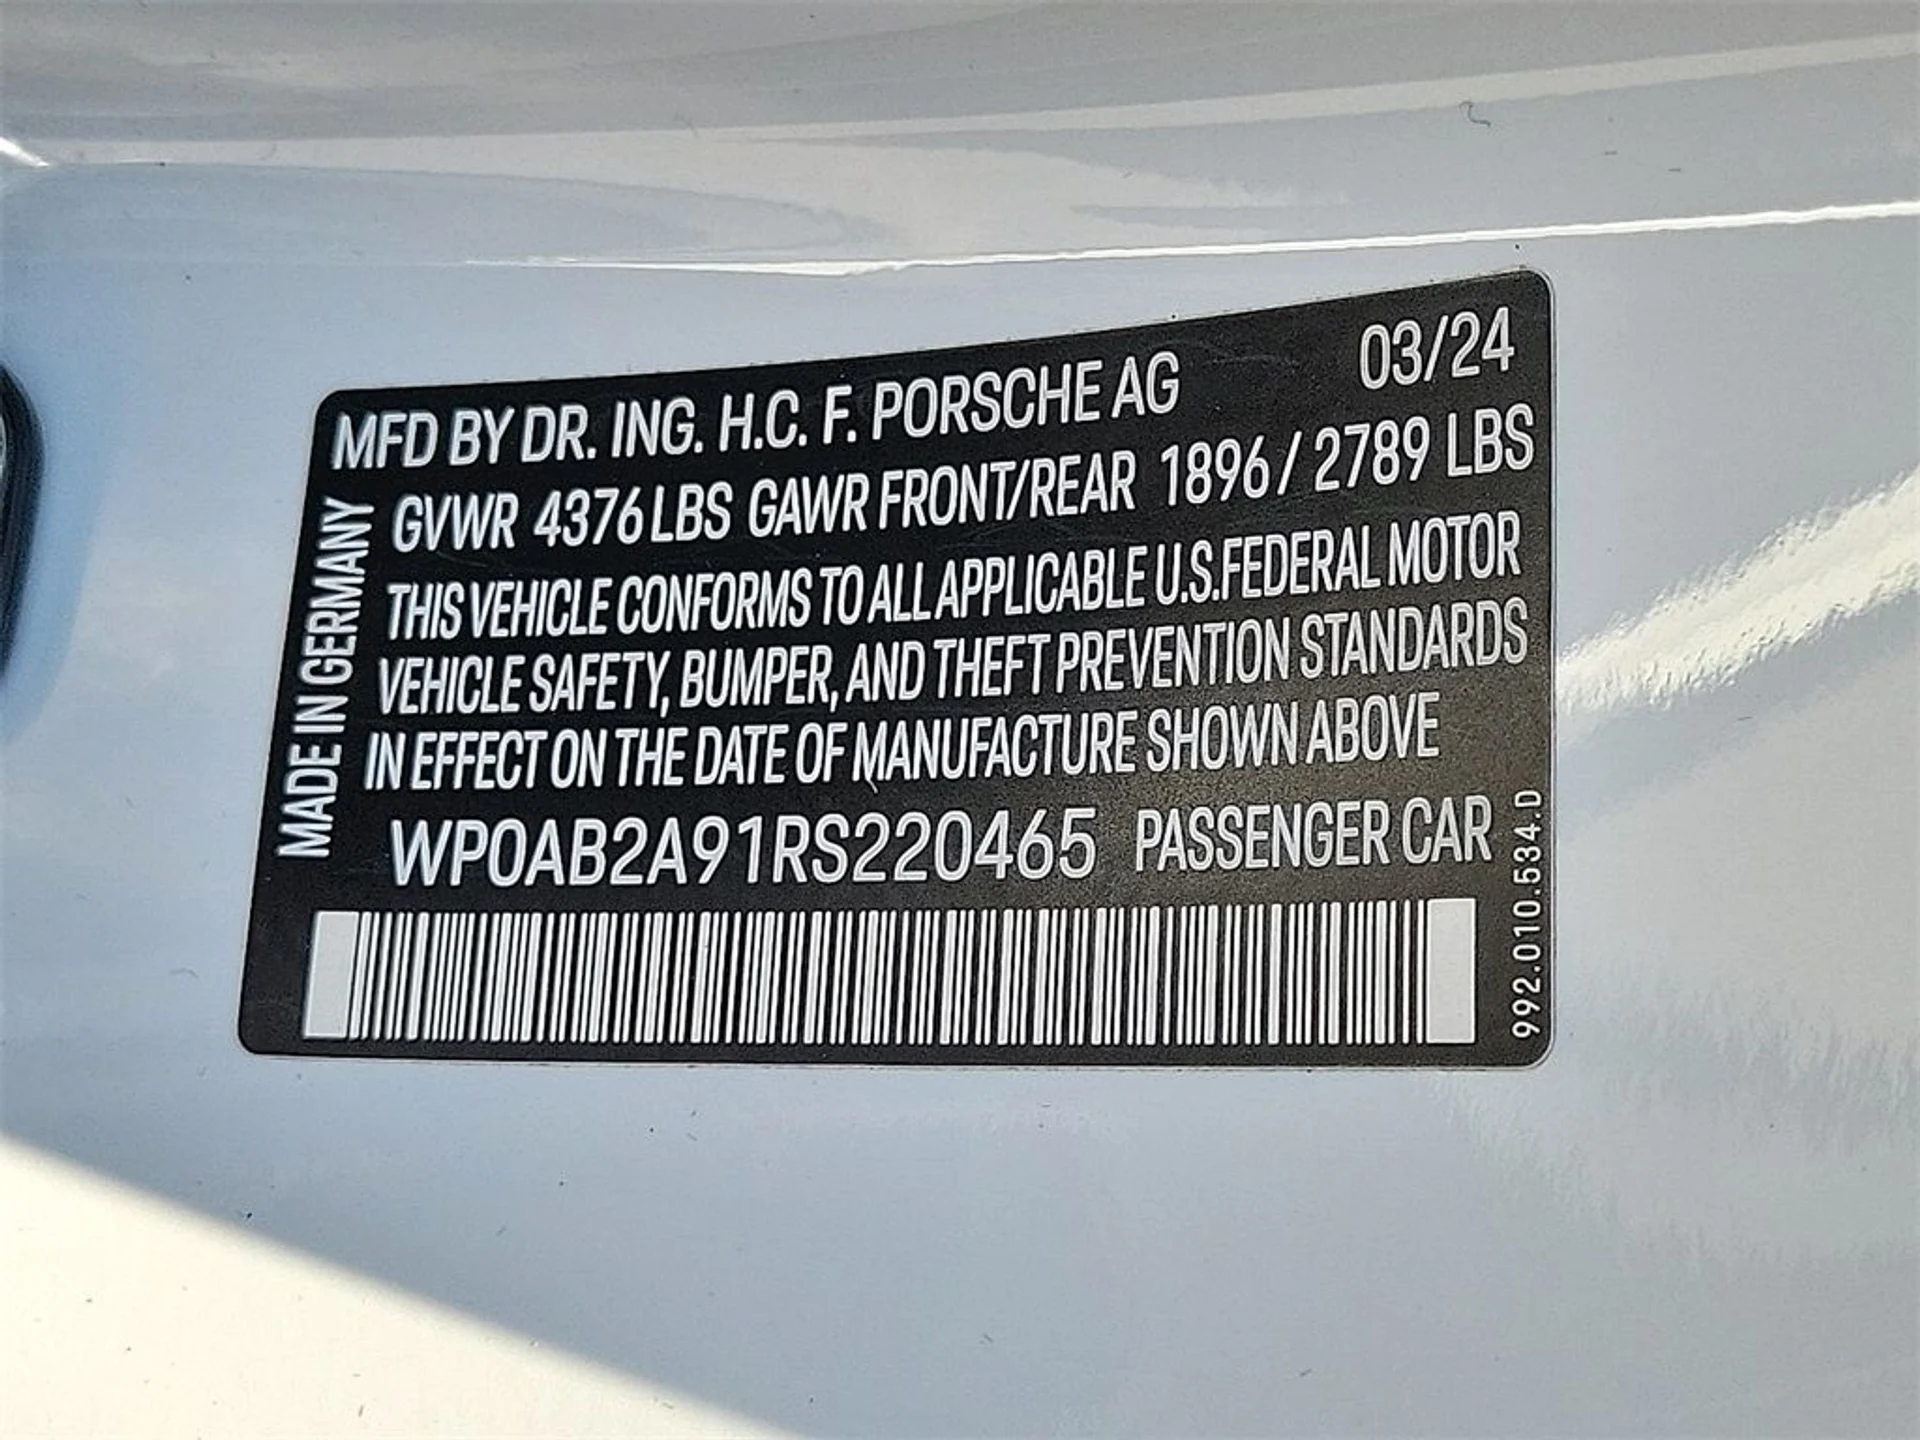 MFD BY DR. ING. H.C. F. PORSCHE AG 03/24
GVWR 4376 LBS GAWR FRONT/REAR 1896 / 2789 LBS
THIS VEHICLE CONFORMS TO ALL APPLICABLE U.S.FEDERAL MOTOR
VEHICLE SAFETY, BUMPER, AND THEFT PREVENTION STANDARDS
IN EFFECT ON THE DATE OF MANUFACTURE SHOWN ABOVE
WP0AB2A91RS220465 PASSENGER CAR
MADE IN GERMANY
992.010.534.D